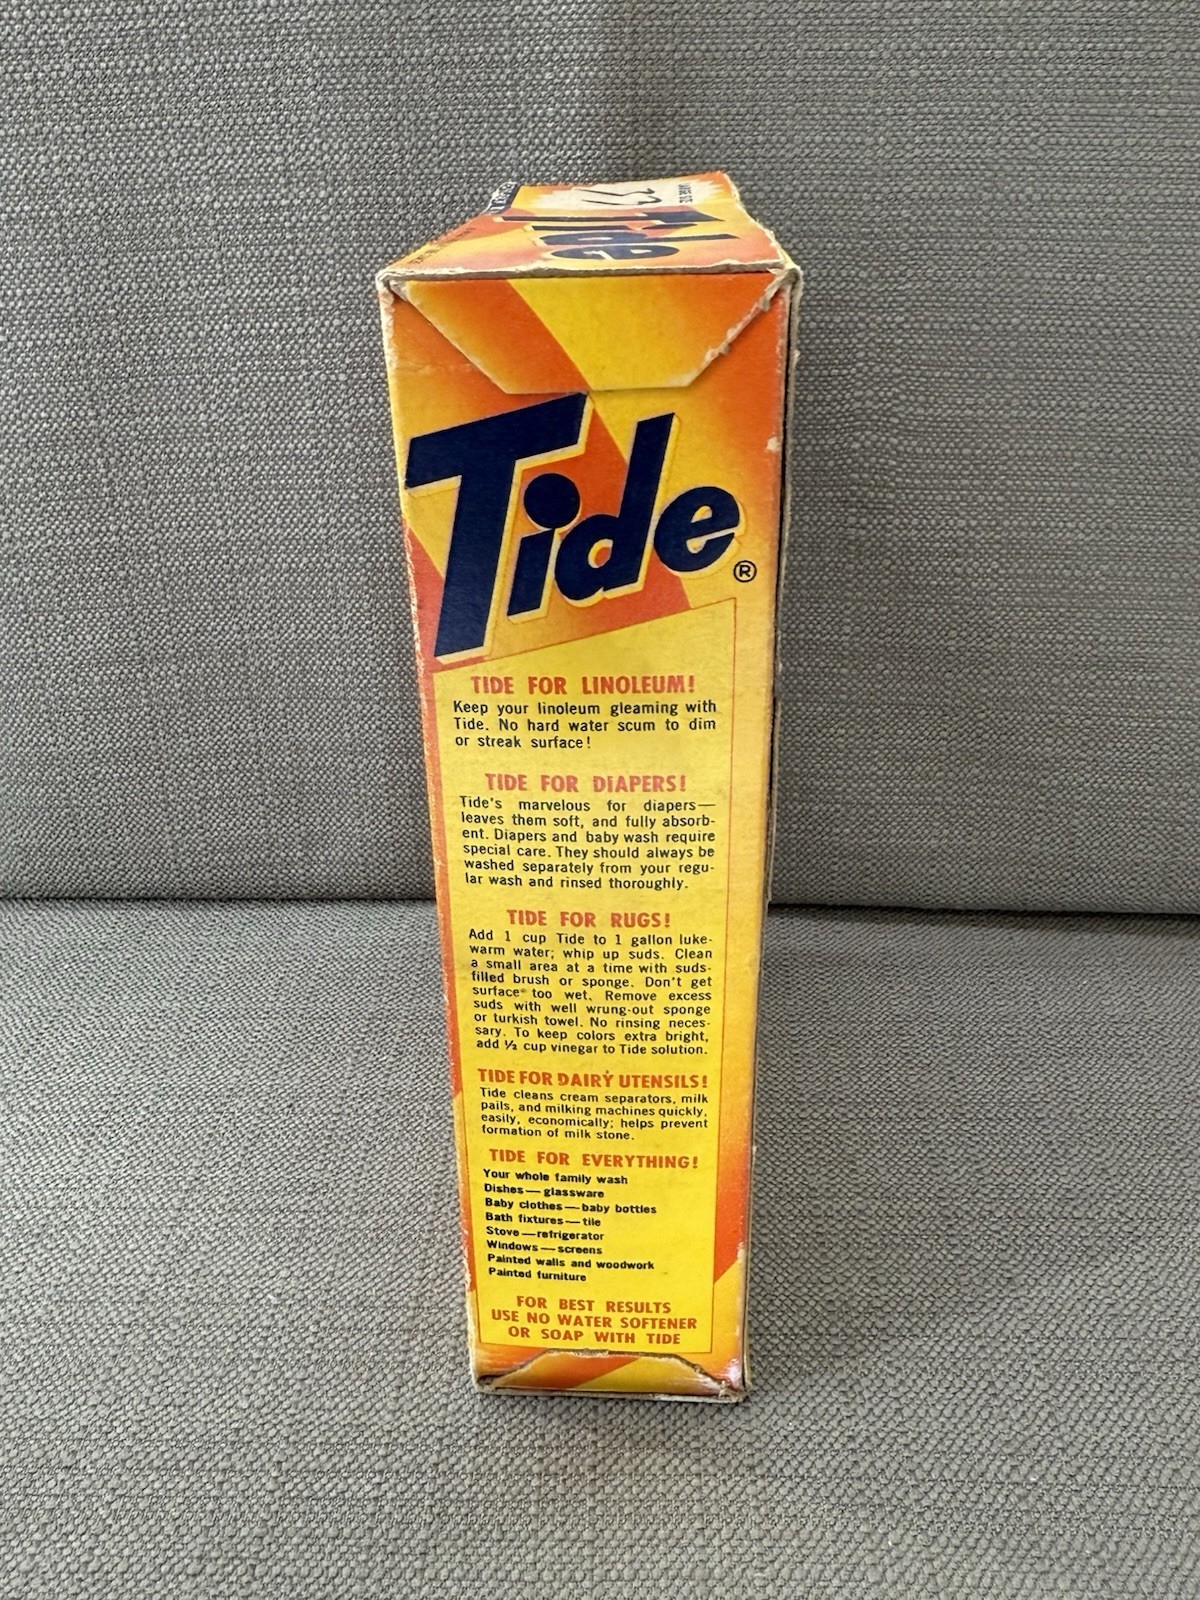 LARGE SIZE
37
Tide
Tide
®
TIDE FOR LINOLEUM!
Keep your linoleum gleaming with
Tide. No hard water scum to dim
or streak surface!
TIDE FOR DIAPERS!
Tide's marvelous for diapers—
leaves them soft, and fully absorb-
ent. Diapers and baby wash require
special care. They should always be
washed separately from your regu-
lar wash and rinsed thoroughly.
TIDE FOR RUGS!
Add 1 cup Tide to 1 gallon luke-
warm water; whip up suds. Clean
a small area at a time with suds-
filled brush or sponge. Don't get
surface too wet. Remove excess
suds with well wrung-out sponge
or turkish towel. No rinsing neces-
sary. To keep colors extra bright,
add ½ cup vinegar to Tide solution.
TIDE FOR DAIRY UTENSILS!
Tide cleans cream separators, milk
pails, and milking machines quickly,
easily, economically; helps prevent
formation of milk stone.
TIDE FOR EVERYTHING!
Your whole family wash
Dishes—glassware
Baby clothes—baby bottles
Bath fixtures—tile
Stove—refrigerator
Windows—screens
Painted walls and woodwork
Painted furniture
FOR BEST RESULTS
USE NO WATER SOFTENER
OR SOAP WITH TIDE